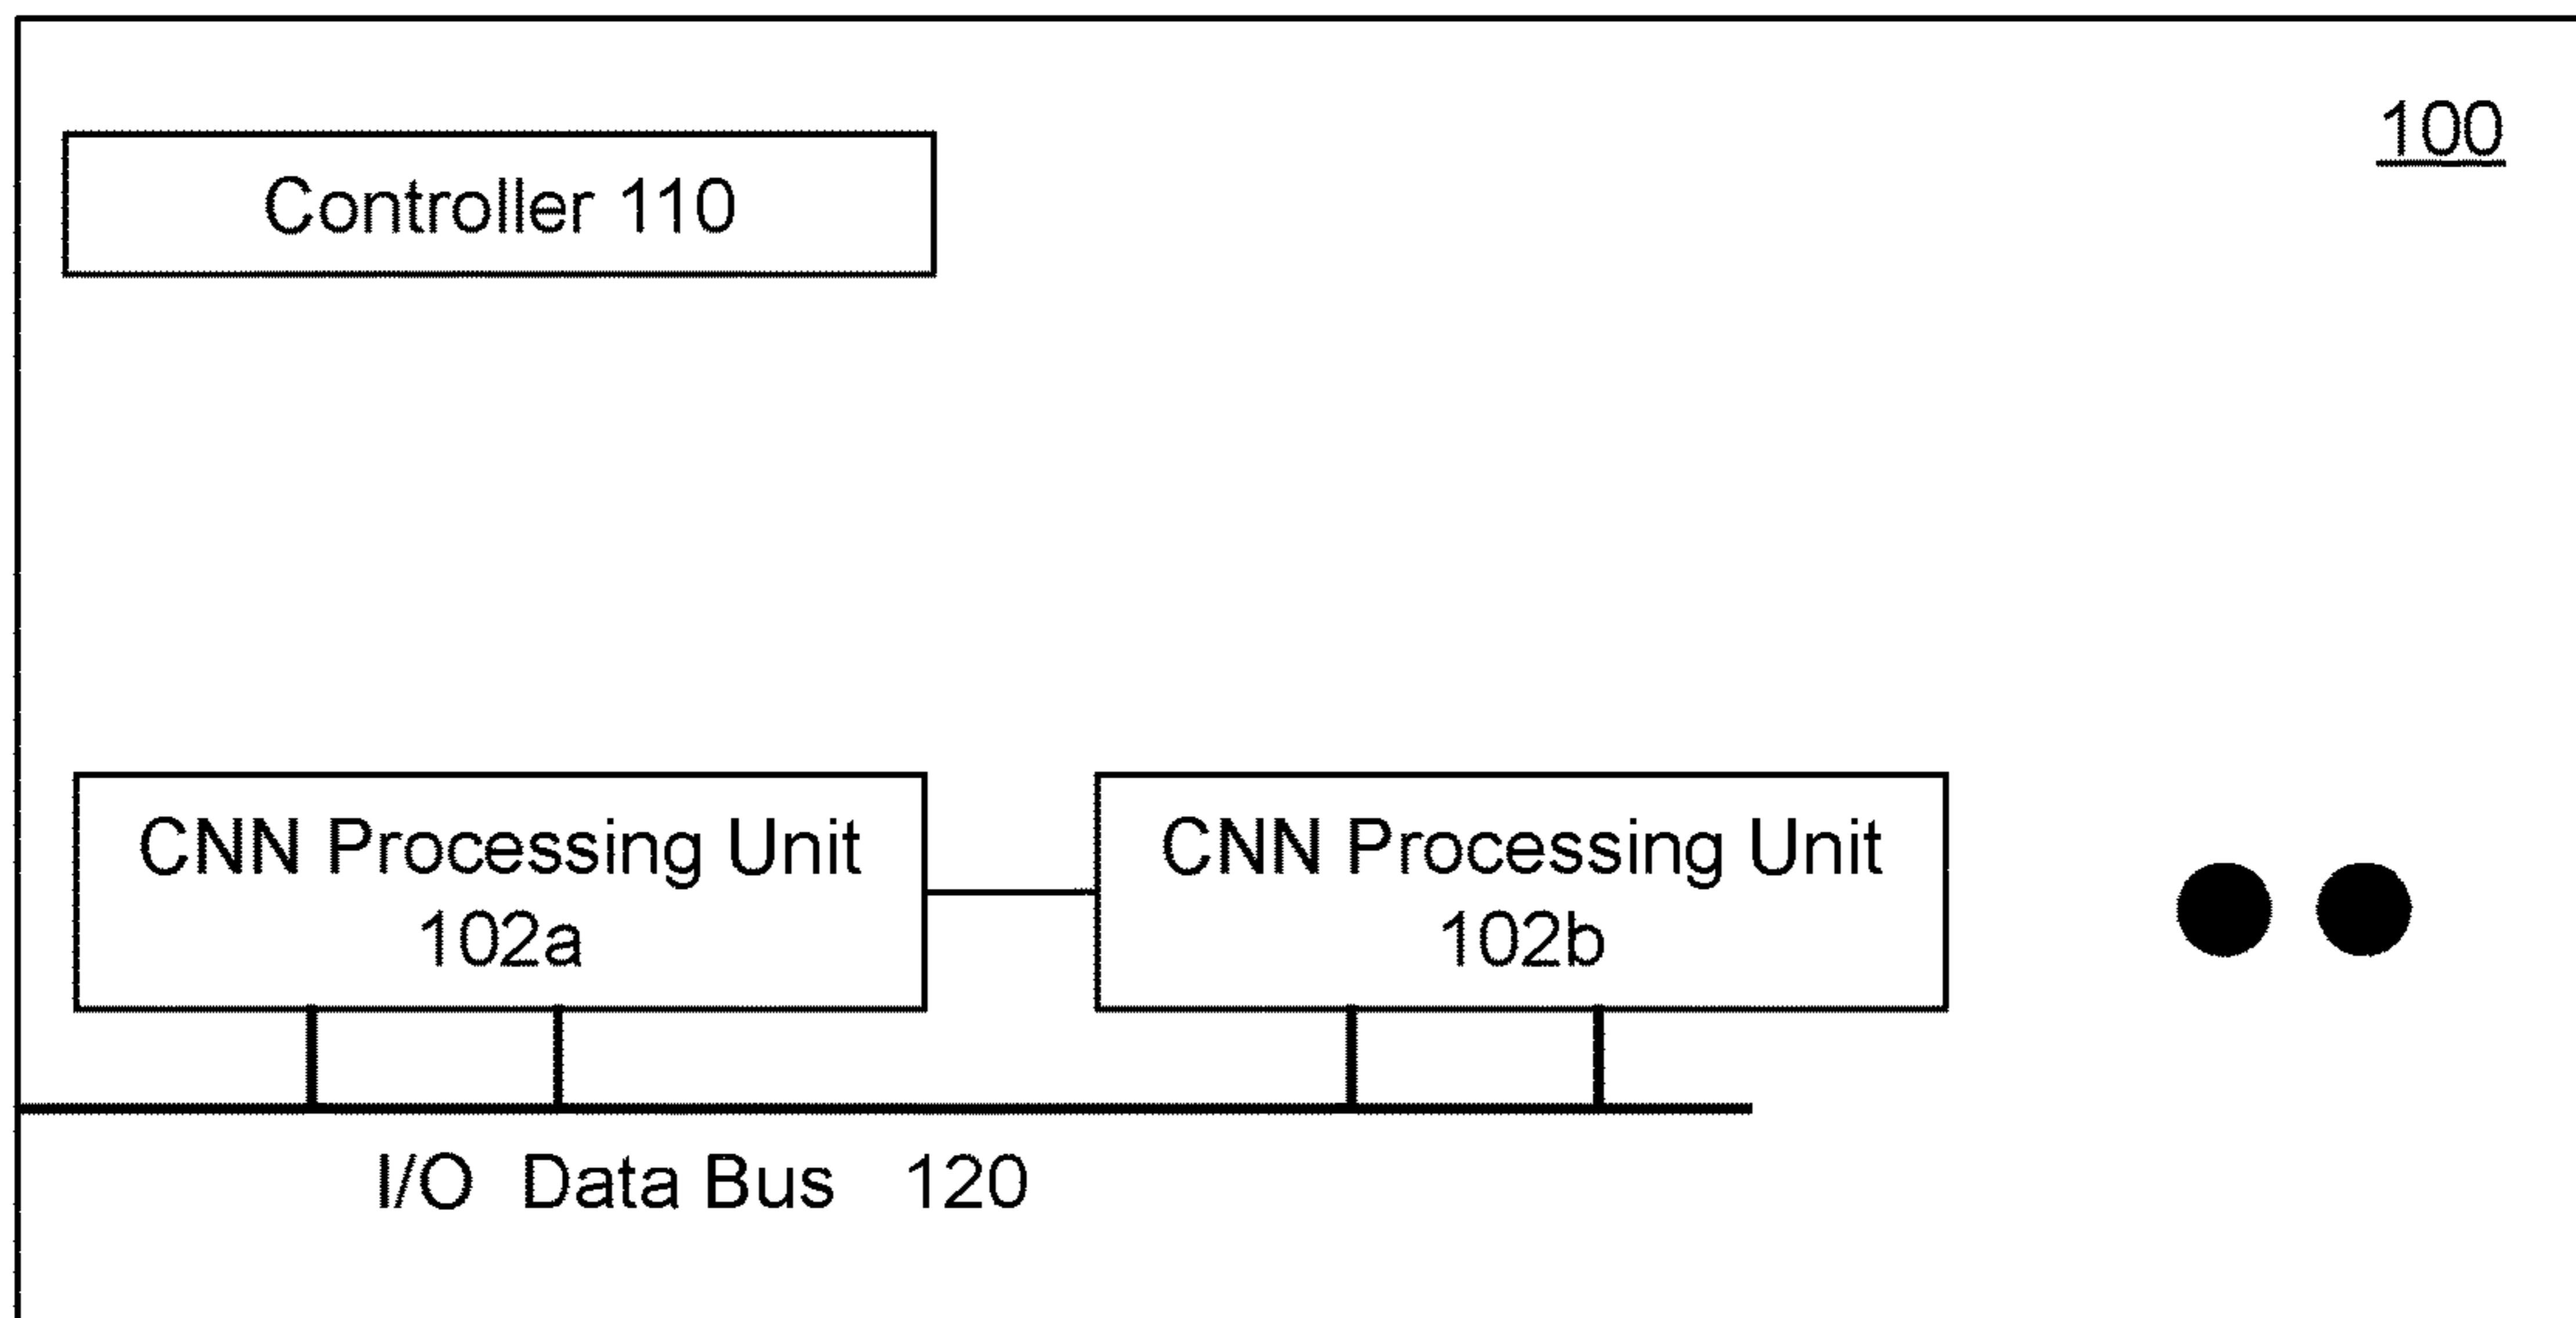 100
Controller 110
CNN Processing Unit
102a
CNN Processing Unit
102b
I/O Data Bus 120